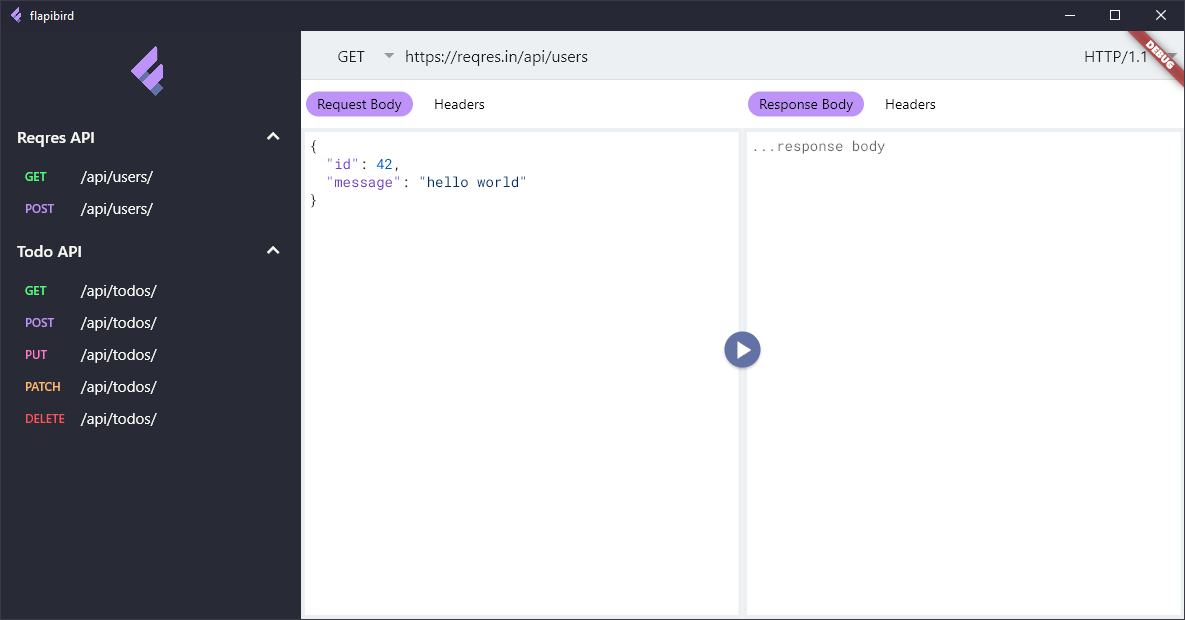 flapibird
Reqres API
GET /api/users/
POST /api/users/
Todo API
GET /api/todos/
POST /api/todos/
PUT /api/todos/
PATCH /api/todos/
DELETE /api/todos/
GET https://reqres.in/api/users HTTP/1.1
DEBUG
Request Body Headers
{
  "id": 42,
  "message": "hello world"
}
Response Body Headers
...response body